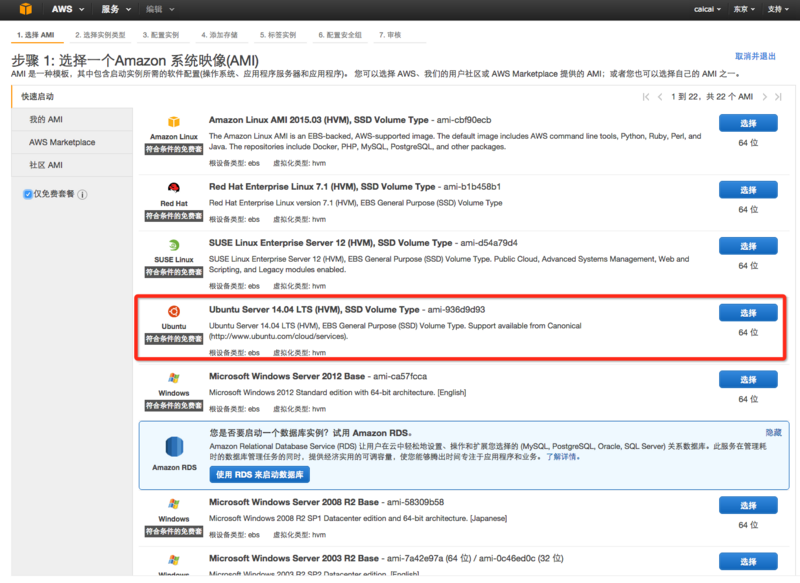 AWS 服务 编辑 caicai 东京 支持
1. 选择 AMI 2. 选择实例类型 3. 配置实例 4. 添加存储 5. 标签实例 6. 配置安全组 7. 审核
步骤 1: 选择一个Amazon 系统映像(AMI)
取消并退出
AMI 是一种模板，其中包含启动实例所需的软件配置(操作系统、应用程序服务器和应用程序)。您可以选择 AWS、我们的用户社区或 AWS Marketplace 提供的 AMI；或者您也可以选择自己的 AMI 之一。
快速启动
我的 AMI
AWS Marketplace
社区 AMI
仅免费套餐
1 到 22，共 22 个 AMI
Amazon Linux
符合条件的免费套
Amazon Linux AMI 2015.03 (HVM), SSD Volume Type - ami-cbf90ecb
The Amazon Linux AMI is an EBS-backed, AWS-supported image. The default image includes AWS command line tools, Python, Ruby, Perl, and
Java. The repositories include Docker, PHP, MySQL, PostgreSQL, and other packages.
根设备类型: ebs 虚拟化类型: hvm
选择
64 位
Red Hat
符合条件的免费套
Red Hat Enterprise Linux 7.1 (HVM), SSD Volume Type - ami-b1b458b1
Red Hat Enterprise Linux version 7.1 (HVM), EBS General Purpose (SSD) Volume Type
根设备类型: ebs 虚拟化类型: hvm
选择
64 位
SUSE Linux
符合条件的免费套
SUSE Linux Enterprise Server 12 (HVM), SSD Volume Type - ami-d54a79d4
SUSE Linux Enterprise Server 12 (HVM), EBS General Purpose (SSD) Volume Type. Public Cloud, Advanced Systems Management, Web and
Scripting, and Legacy modules enabled.
根设备类型: ebs 虚拟化类型: hvm
选择
64 位
Ubuntu
符合条件的免费套
Ubuntu Server 14.04 LTS (HVM), SSD Volume Type - ami-936d9d93
Ubuntu Server 14.04 LTS (HVM), EBS General Purpose (SSD) Volume Type. Support available from Canonical
(http://www.ubuntu.com/cloud/services).
根设备类型: ebs 虚拟化类型: hvm
选择
64 位
Windows
符合条件的免费套
Microsoft Windows Server 2012 Base - ami-ca57fcca
Microsoft Windows 2012 Standard edition with 64-bit architecture. [English]
根设备类型: ebs 虚拟化类型: hvm
选择
64 位
Amazon RDS
您是否要启动一个数据库实例？试用 Amazon RDS。
隐藏
Amazon Relational Database Service (RDS) 让用户在云中轻松地设置、操作和扩展您选择的 (MySQL, PostgreSQL, Oracle, SQL Server) 关系数据库。此服务在管理耗
时的数据库管理任务的同时，提供经济实用的可调容量，使您能够腾出时间专注于应用程序和业务。 了解详情。
使用 RDS 来启动数据库
Windows
符合条件的免费套
Microsoft Windows Server 2008 R2 Base - ami-58309b58
Microsoft Windows 2008 R2 SP1 Datacenter edition and 64-bit architecture. [Japanese]
根设备类型: ebs 虚拟化类型: hvm
选择
64 位
Windows
Microsoft Windows Server 2003 R2 Base - ami-7a42e97a (64 位) / ami-0c46ed0c (32 位)
Microsoft Windows 2003 R2 SP2 Datacenter edition. [English]
选择